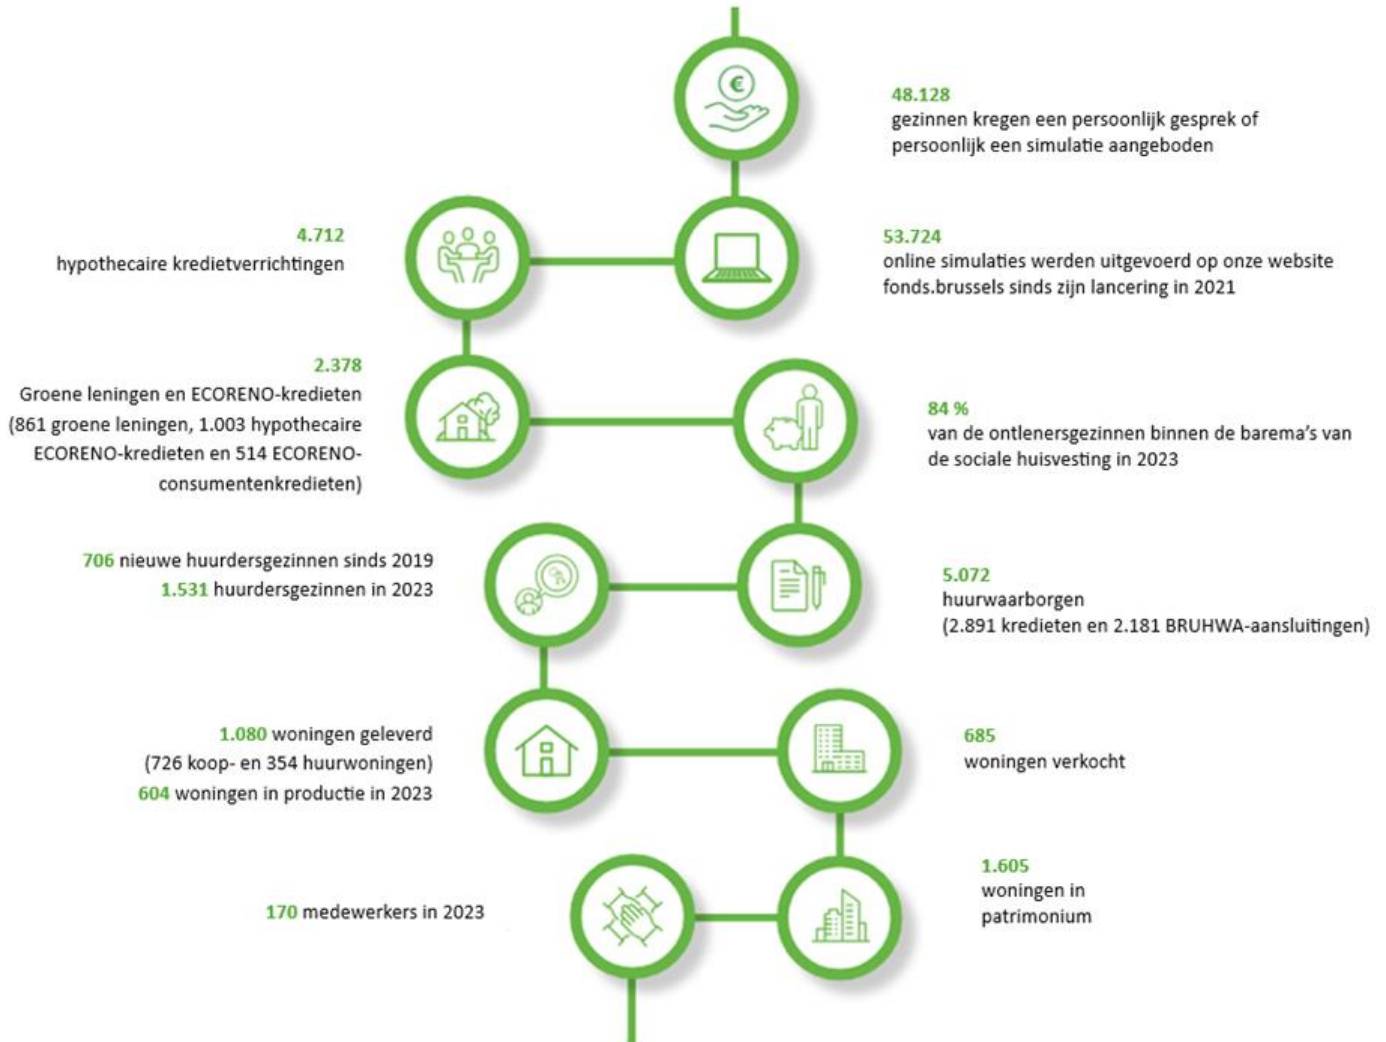 48.128
gezinnen kregen een persoonlijk gesprek of
persoonlijk een simulatie aangeboden
4.712
hypothecaire kredietverrichtingen
53.724
online simulaties werden uitgevoerd op onze website
fonds.brussels sinds zijn lancering in 2021
2.378
Groene leningen en ECORENO-kredieten
(861 groene leningen, 1.003 hypothecaire
ECORENO-kredieten en 514 ECORENO-
consumentenkredieten)
84 %
van de ontlenersgezinnen binnen de barema's van
de sociale huisvesting in 2023
706 nieuwe huurdersgezinnen sinds 2019
1.531 huurdersgezinnen in 2023
5.072
huurwaarborgen
(2.891 kredieten en 2.181 BRUHWA-aansluitingen)
1.080 woningen geleverd
(726 koop- en 354 huurwoningen)
604 woningen in productie in 2023
685
woningen verkocht
1.605
woningen in
patrimonium
170 medewerkers in 2023